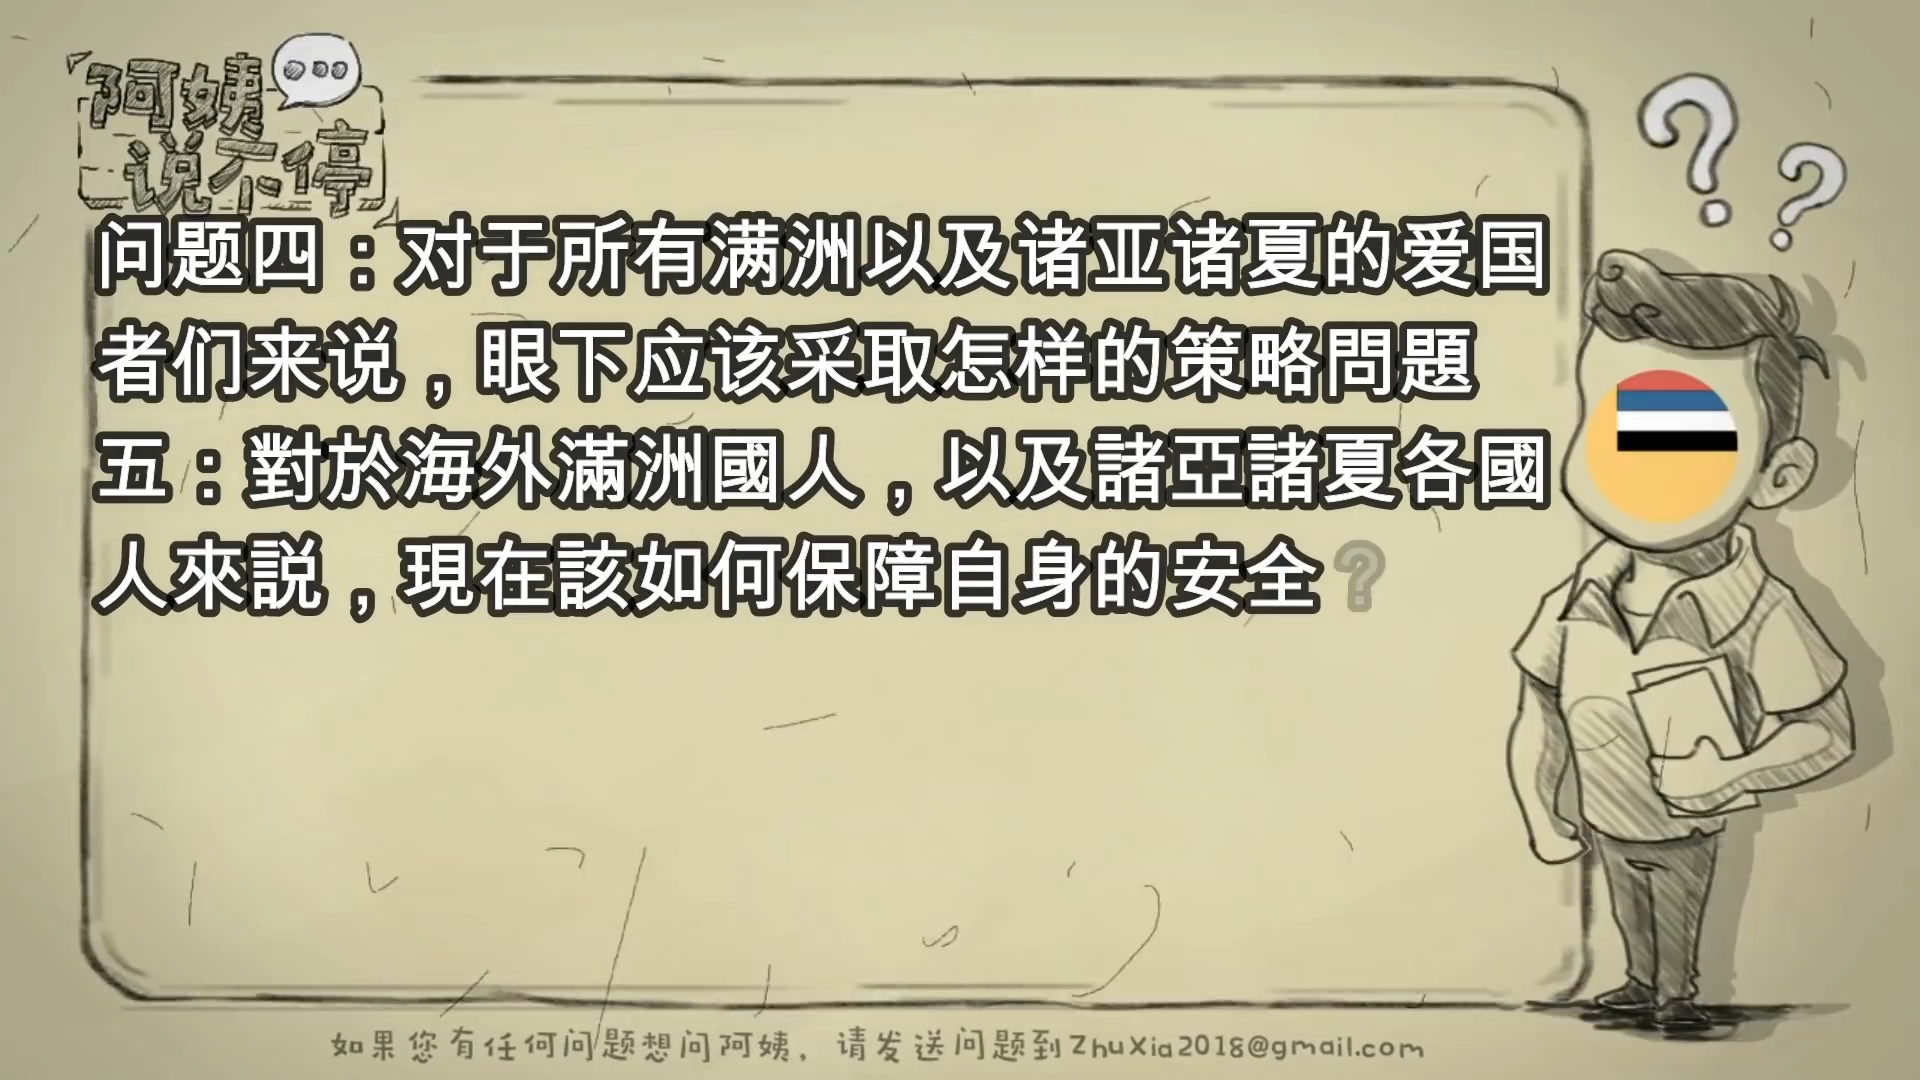 阿姨
说不停
问题四：对于所有满洲以及诸亚诸夏的爱国
者们来说，眼下应该采取怎样的策略問題
五：對於海外滿洲國人，以及諸亞諸夏各國
人來説，現在該如何保障自身的安全？
如果您有任何问题想问阿姨，请发送问题到ZhuXia2018@gmail.com